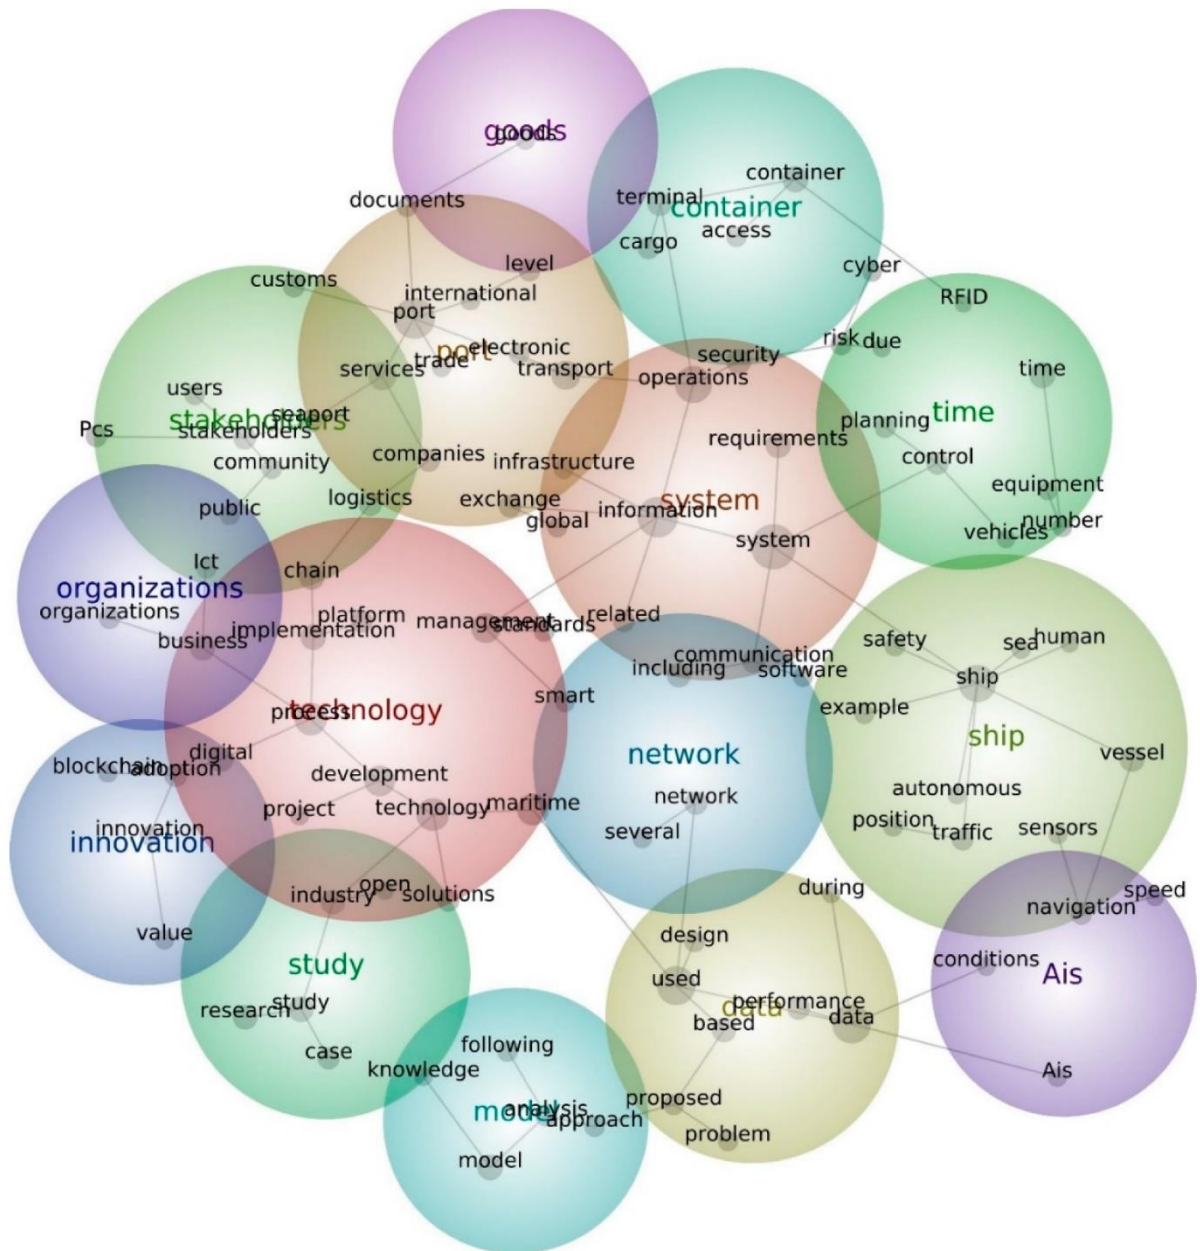 goods
goods
container
documents
terminal
container
access
cargo
level
cyber
customs
international
RFID
port
risk
due
electronic
port
security
trade
services
transport
operations
time
users
seaport
stakeholders
planning
time
Pcs
stakeholders
requirements
companies
control
community
infrastructure
equipment
logistics
exchange
system
public
information
global
number
vehicles
system
Ict
chain
organizations
organizations
platform
related
management
standards
implementation
business
safety
sea
human
communication
including
software
ship
smart
process
technology
example
ship
digital
network
vessel
blockchain
adoption
development
autonomous
network
project
technology
maritime
position
innovation
several
traffic
sensors
innovation
open
during
speed
industry
solutions
navigation
value
design
conditions
study
Ais
used
study
performance
research
data
data
based
following
case
knowledge
Ais
proposed
model
analysis
approach
problem
model